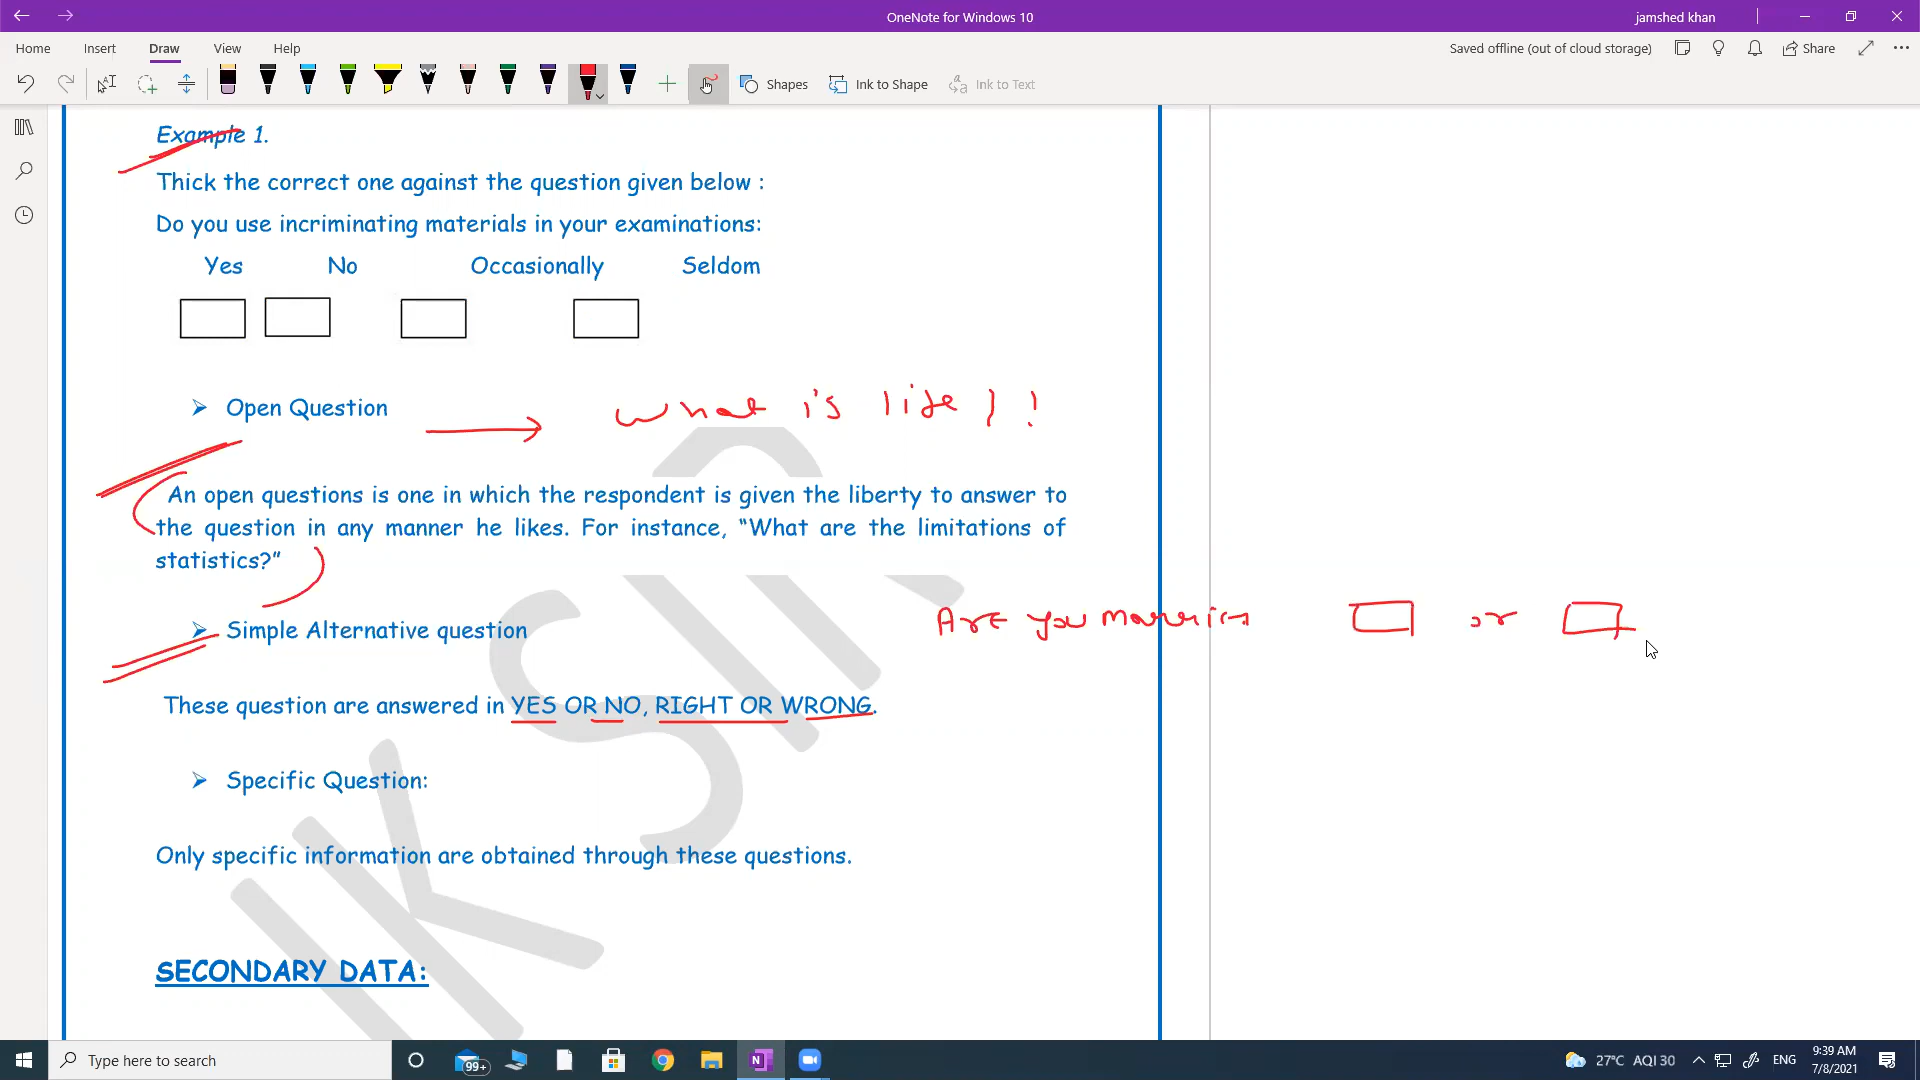 OneNote for Windows 10
jamshed khan
Home Insert Draw View Help
Saved offline (out of cloud storage)
Share
Shapes
Ink to Shape
Ink to Text
Example 1.
Thick the correct one against the question given below :
Do you use incriminating materials in your examinations:
Yes No Occasionally Seldom
Open Question
what is life ! !
An open questions is one in which the respondent is given the liberty to answer to
the question in any manner he likes. For instance, “What are the limitations of
statistics?”
Simple Alternative question
Are you
or
These question are answered in YES OR NO, RIGHT OR WRONG.
Specific Question:
Only specific information are obtained through these questions.
SECONDARY DATA:
Type here to search
99+
27°C AQI 30
ENG
9:39 AM
7/8/2021